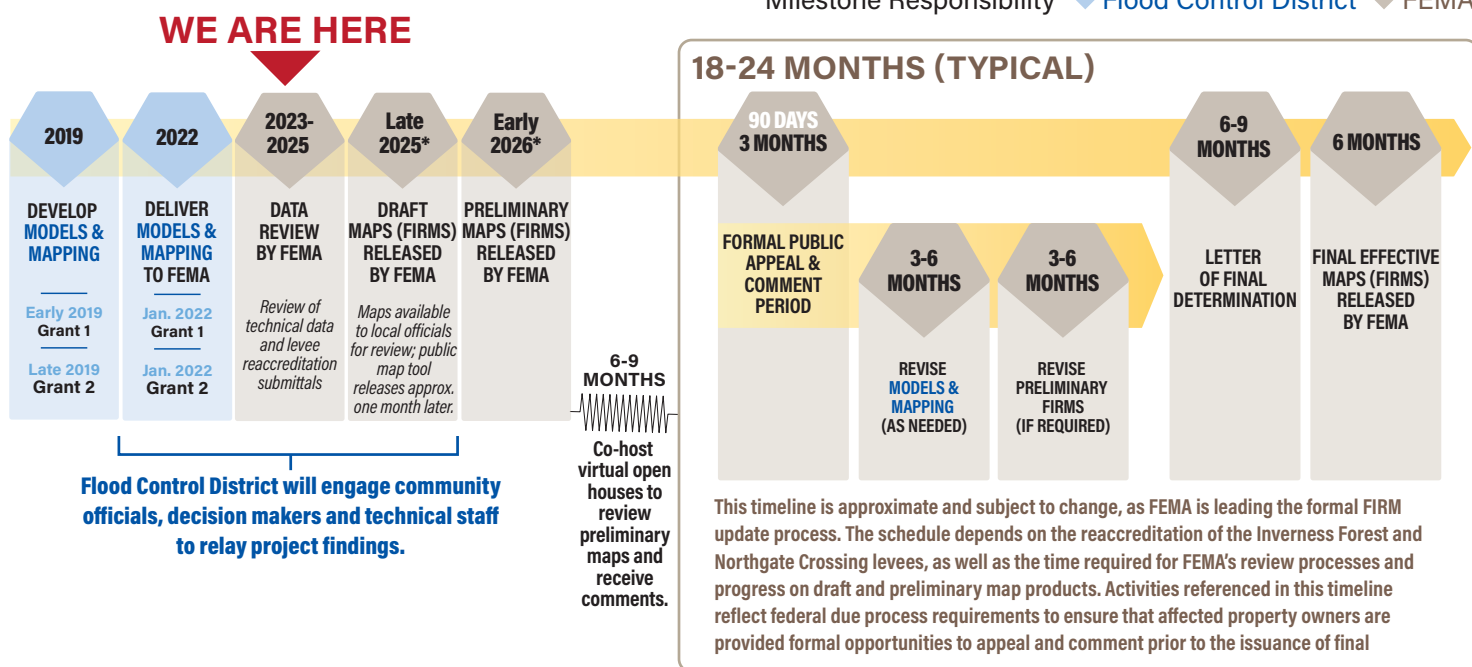 Milestone Responsibility Flood Control District FEMA
WE ARE HERE
18-24 MONTHS (TYPICAL)
2019
DEVELOP
MODELS &
MAPPING
Early 2019
Grant 1
Late 2019
Grant 2
2022
DELIVER
MODELS &
MAPPING
TO FEMA
Jan. 2022
Grant 1
Jan. 2022
Grant 2
2023-
2025
DATA
REVIEW
BY FEMA
Review of
technical data
and levee
reaccreditation
submittals
Late
2025*
DRAFT
MAPS (FIRMS)
RELEASED
BY FEMA
Maps available
to local officials
for review; public
map tool
releases approx.
one month later.
Early
2026*
PRELIMINARY
MAPS (FIRMS)
RELEASED
BY FEMA
Flood Control District will engage community
officials, decision makers and technical staff
to relay project findings.
6-9
MONTHS
Co-host
virtual open
houses to
review
preliminary
maps and
receive
comments.
90 DAYS
3 MONTHS
FORMAL PUBLIC
APPEAL &
COMMENT
PERIOD
3-6
MONTHS
REVISE
MODELS &
MAPPING
(AS NEEDED)
3-6
MONTHS
REVISE
PRELIMINARY
FIRMS
(IF REQUIRED)
6-9
MONTHS
LETTER
OF FINAL
DETERMINATION
6 MONTHS
FINAL EFFECTIVE
MAPS (FIRMS)
RELEASED
BY FEMA
This timeline is approximate and subject to change, as FEMA is leading the formal FIRM
update process. The schedule depends on the reaccreditation of the Inverness Forest and
Northgate Crossing levees, as well as the time required for FEMA's review processes and
progress on draft and preliminary map products. Activities referenced in this timeline
reflect federal due process requirements to ensure that affected property owners are
provided formal opportunities to appeal and comment prior to the issuance of final